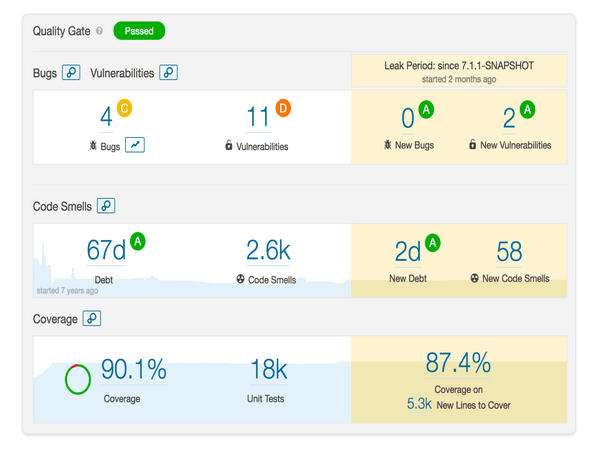 Quality Gate ? Passed
Bugs Vulnerabilities
Leak Period: since 7.1.1-SNAPSHOT
started 2 months ago
4 C 11 D 0 A 2 A
Bugs Vulnerabilities New Bugs New Vulnerabilities
Code Smells
67d A 2.6k 2d A 58
Debt Code Smells New Debt New Code Smells
started 7 years ago
Coverage
90.1% 18k 87.4%
Coverage Unit Tests Coverage on
5.3k New Lines to Cover